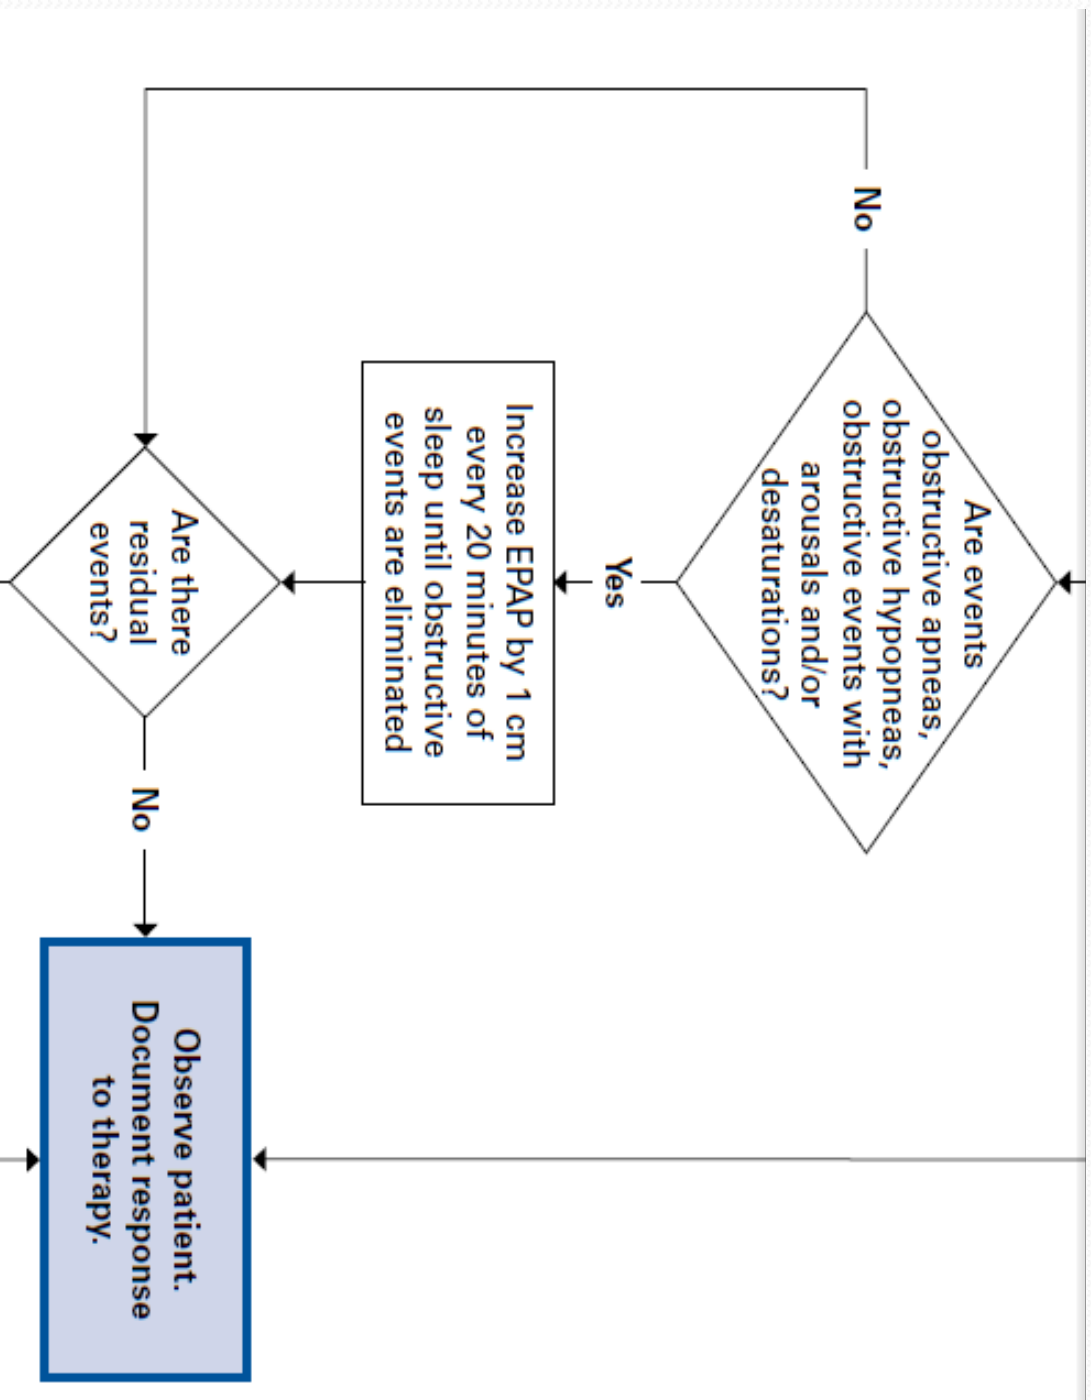 Are events
obstructive apneas,
obstructive hypopneas,
obstructive events with
arousals and/or
desaturations?
No
Yes
Increase EPAP by 1 cm
every 20 minutes of
sleep until obstructive
events are eliminated
Are there
residual
events?
No
Observe patient.
Document response
to therapy.